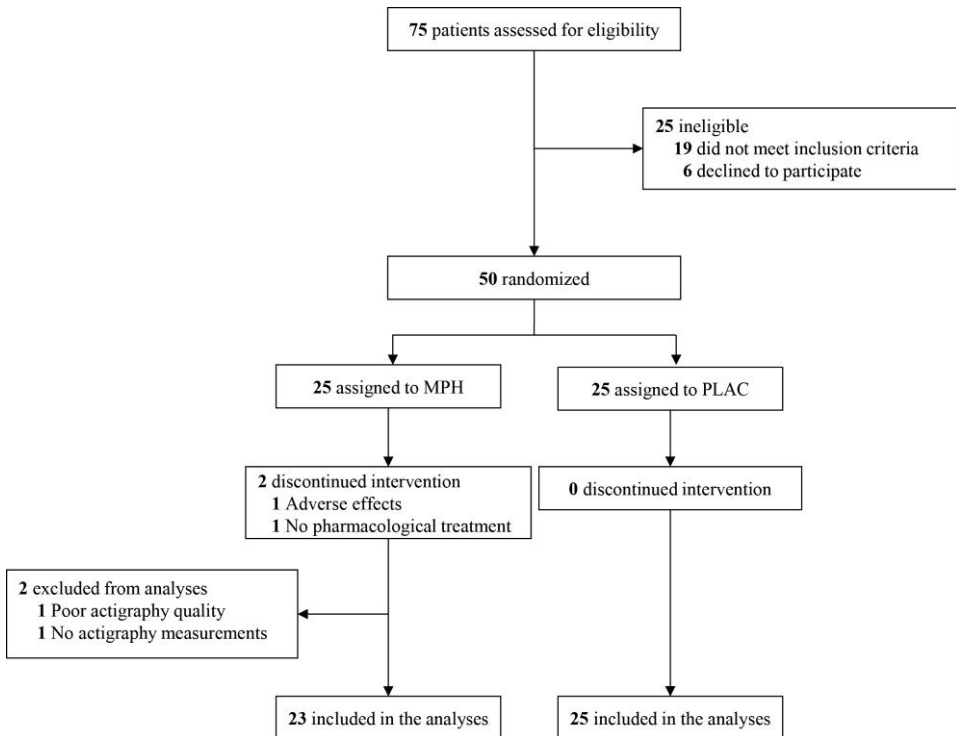 75 patients assessed for eligibility
25 ineligible
19 did not meet inclusion criteria
6 declined to participate
50 randomized
25 assigned to MPH
25 assigned to PLAC
2 discontinued intervention
1 Adverse effects
1 No pharmacological treatment
0 discontinued intervention
2 excluded from analyses
1 Poor actigraphy quality
1 No actigraphy measurements
23 included in the analyses
25 included in the analyses